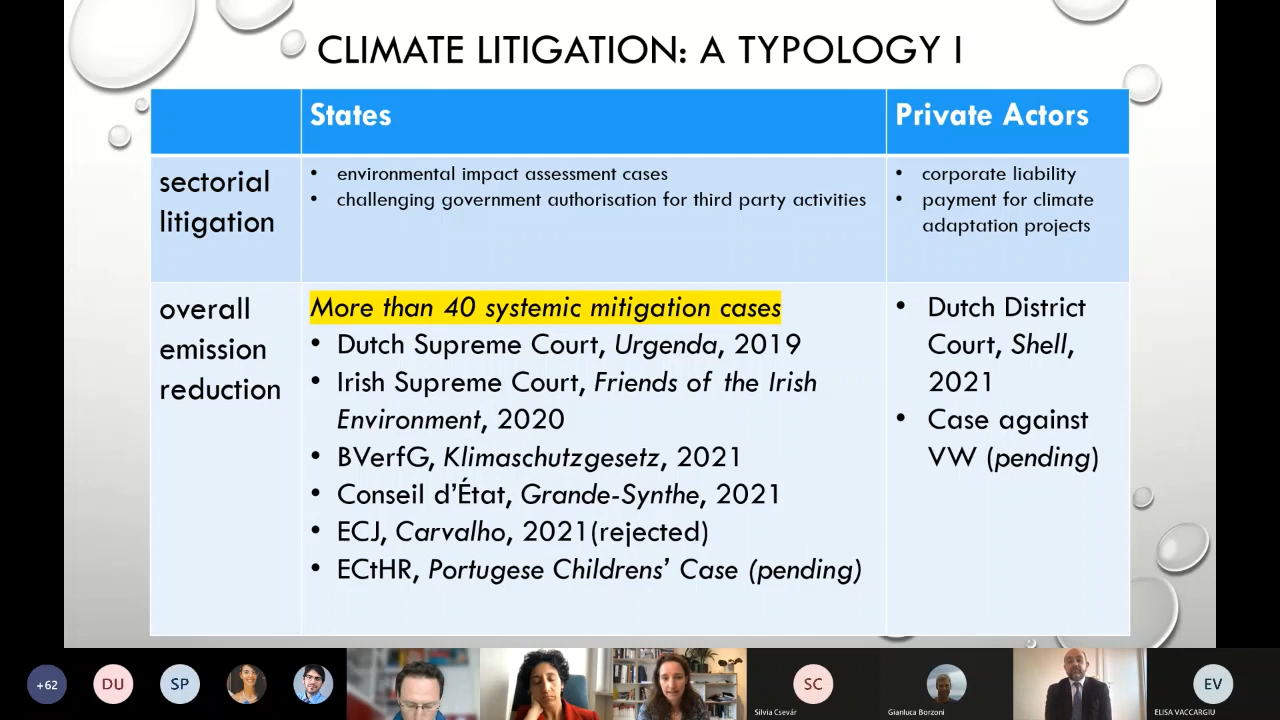 CLIMATE LITIGATION: A TYPOLOGY I
States
Private Actors
sectorial
litigation
• environmental impact assessment cases
• challenging government authorisation for third party activities
• corporate liability
• payment for climate
adaptation projects
overall
emission
reduction
More than 40 systemic mitigation cases
• Dutch Supreme Court, Urgenda, 2019
• Irish Supreme Court, Friends of the Irish
Environment, 2020
• BVerfG, Klimaschutzgesetz, 2021
• Conseil d’État, Grande-Synthe, 2021
• ECJ, Carvalho, 2021(rejected)
• ECtHR, Portugese Childrens’ Case (pending)
• Dutch District
Court, Shell,
2021
• Case against
VW (pending)
+62
DU
SP
SC
Silvia Csevár
Gianluca Borzoni
EV
ELISA VACCARGIU